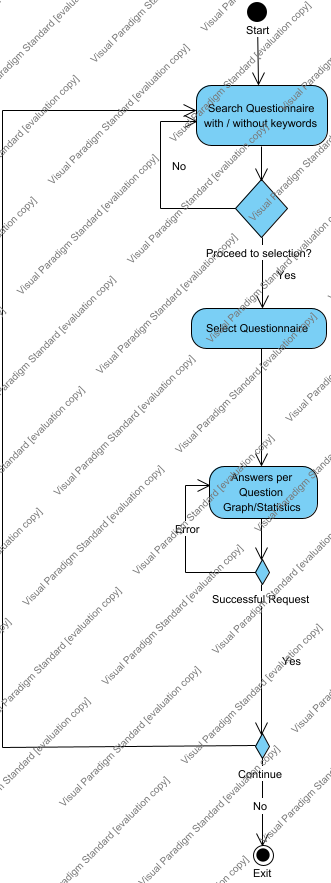 Start
Search Questionnaire
with / without keywords
No
Proceed to selection?
Yes
Select Questionnaire
Answers per
Question
Graph/Statistics
Error
Successful Request
Yes
Continue
No
Exit
Visual Paradigm Standard [evaluation copy]